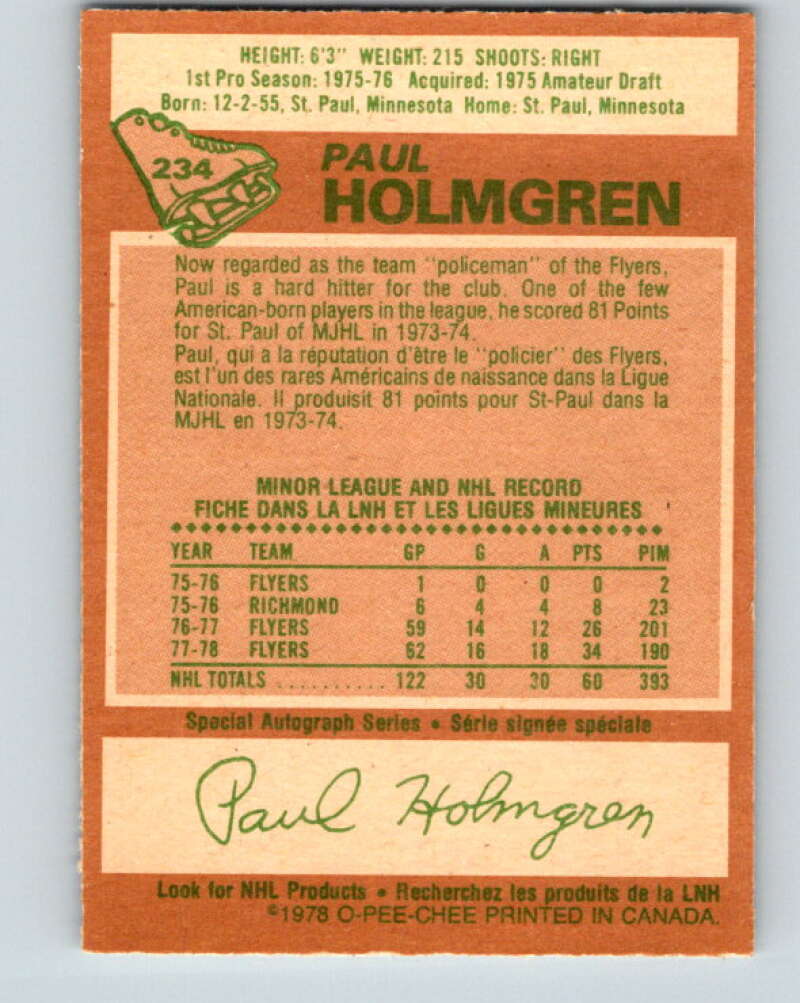 HEIGHT: 6'3" WEIGHT: 215 SHOOTS: RIGHT
1st Pro Season: 1975-76 Acquired: 1975 Amateur Draft
Born: 12-2-55, St. Paul, Minnesota Home: St. Paul, Minnesota
234
PAUL
HOLMGREN
Now regarded as the team "policeman" of the Flyers,
Paul is a hard hitter for the club. One of the few
American-born players in the league, he scored 81 Points
for St. Paul of MJHL in 1973-74.
Paul, qui a la réputation d'être le "policier" des Flyers,
est l'un des rares Américains de naissance dans la Ligue
Nationale. Il produisit 81 points pour St-Paul dans la
MJHL en 1973-74.
MINOR LEAGUE AND NHL RECORD
FICHE DANS LA LNH ET LES LIGUES MINEURES
YEAR TEAM GP G A PTS PIM
75-76 FLYERS 1 0 0 0 2
75-76 RICHMOND 6 4 4 8 23
76-77 FLYERS 59 14 12 26 201
77-78 FLYERS 62 16 18 34 190
NHL TOTALS .......... 122 30 30 60 393
Special Autograph Series • Série signée spéciale
Paul Holmgren
Look for NHL Products • Recherchez les produits de la LNH
©1978 O-PEE-CHEE PRINTED IN CANADA.